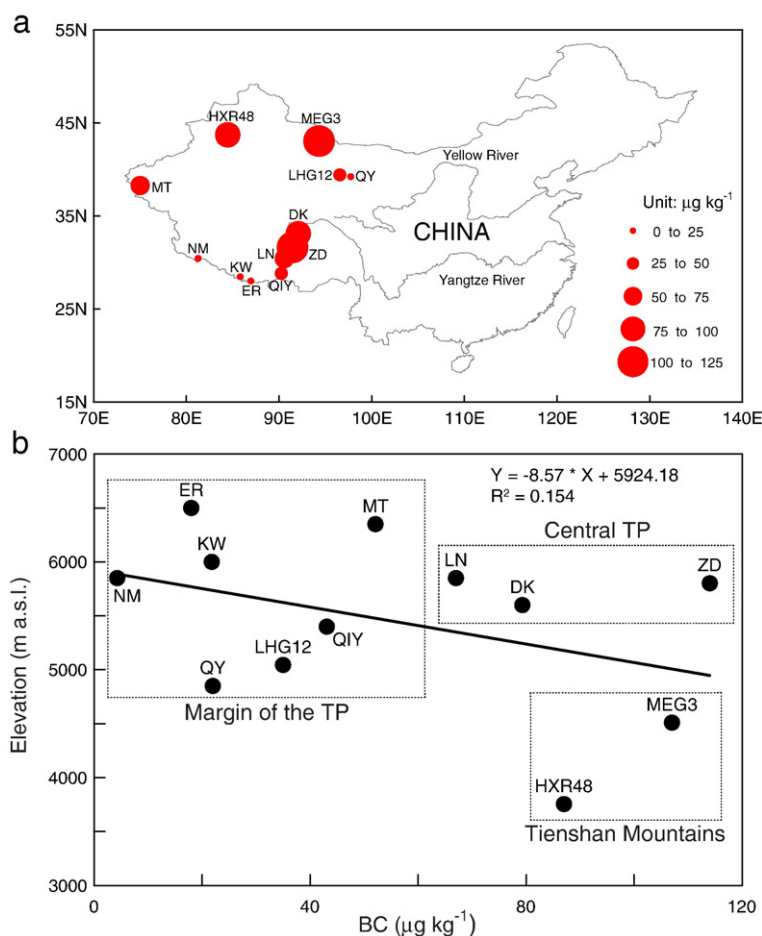 a
55N
45N
35N
25N
15N
70E 80E 90E 100E 110E 120E 130E 140E
HXR48
MEG3
Yellow River
LHG12 QY
MT
DK
CHINA
NM
LN ZD
KW
ER QIY
Yangtze River
Unit: μg kg⁻¹
0 to 25
25 to 50
50 to 75
75 to 100
100 to 125
b
7000
6000
5000
4000
3000
Elevation (m a.s.l.)
Y = -8.57 * X + 5924.18
R² = 0.154
ER
MT
KW
NM
QIY
LHG12
QY
Margin of the TP
Central TP
LN
DK
ZD
MEG3
HXR48
Tienshan Mountains
0 40 80 120
BC (μg kg⁻¹)